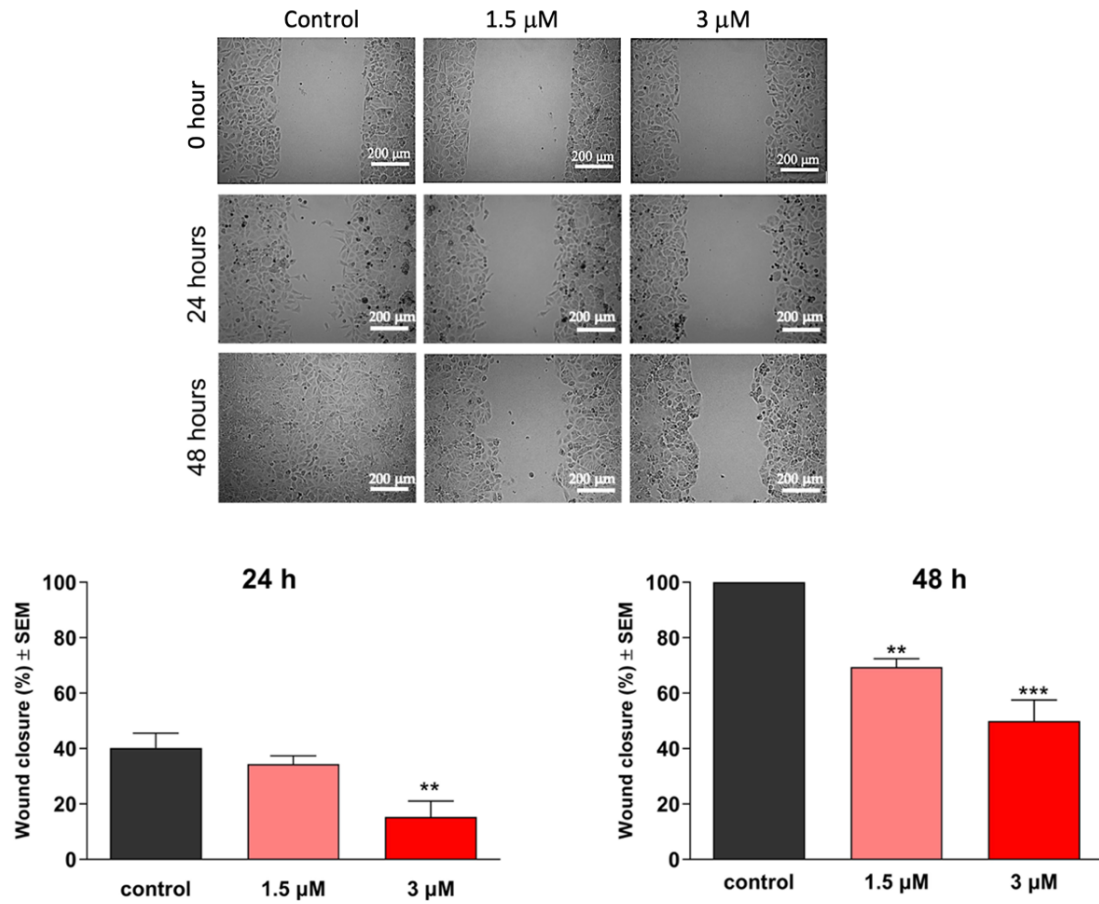 Control 1.5 µM 3 µM
0 hour
200 µm 200 µm 200 µm
24 hours
200 µm 200 µm 200 µm
48 hours
200 µm 200 µm 200 µm
24 h
Wound closure (%) ± SEM
100
80
60
40
20
0
**
control 1.5 µM 3 µM
48 h
Wound closure (%) ± SEM
100
80
60
40
20
0
**
***
control 1.5 µM 3 µM